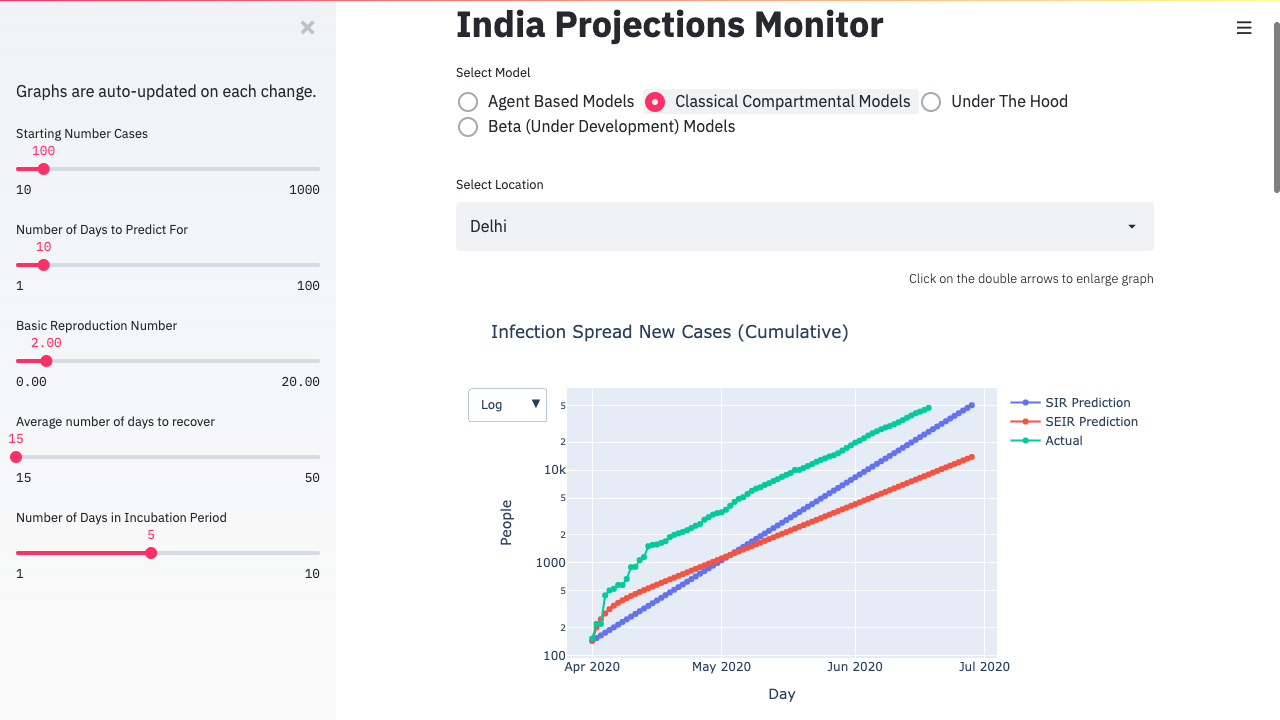 Graphs are auto-updated on each change.
Starting Number Cases
100
10 1000
Number of Days to Predict For
10
1 100
Basic Reproduction Number
2.00
0.00 20.00
Average number of days to recover
15
15 50
Number of Days in Incubation Period
5
1 10
India Projections Monitor
Select Model
Agent Based Models Classical Compartmental Models Under The Hood
Beta (Under Development) Models
Select Location
Delhi
Click on the double arrows to enlarge graph
Infection Spread New Cases (Cumulative)
Log
SIR Prediction
SEIR Prediction
Actual
5
2
10k
5
2
1000
5
2
100
People
Apr 2020 May 2020 Jun 2020 Jul 2020
Day